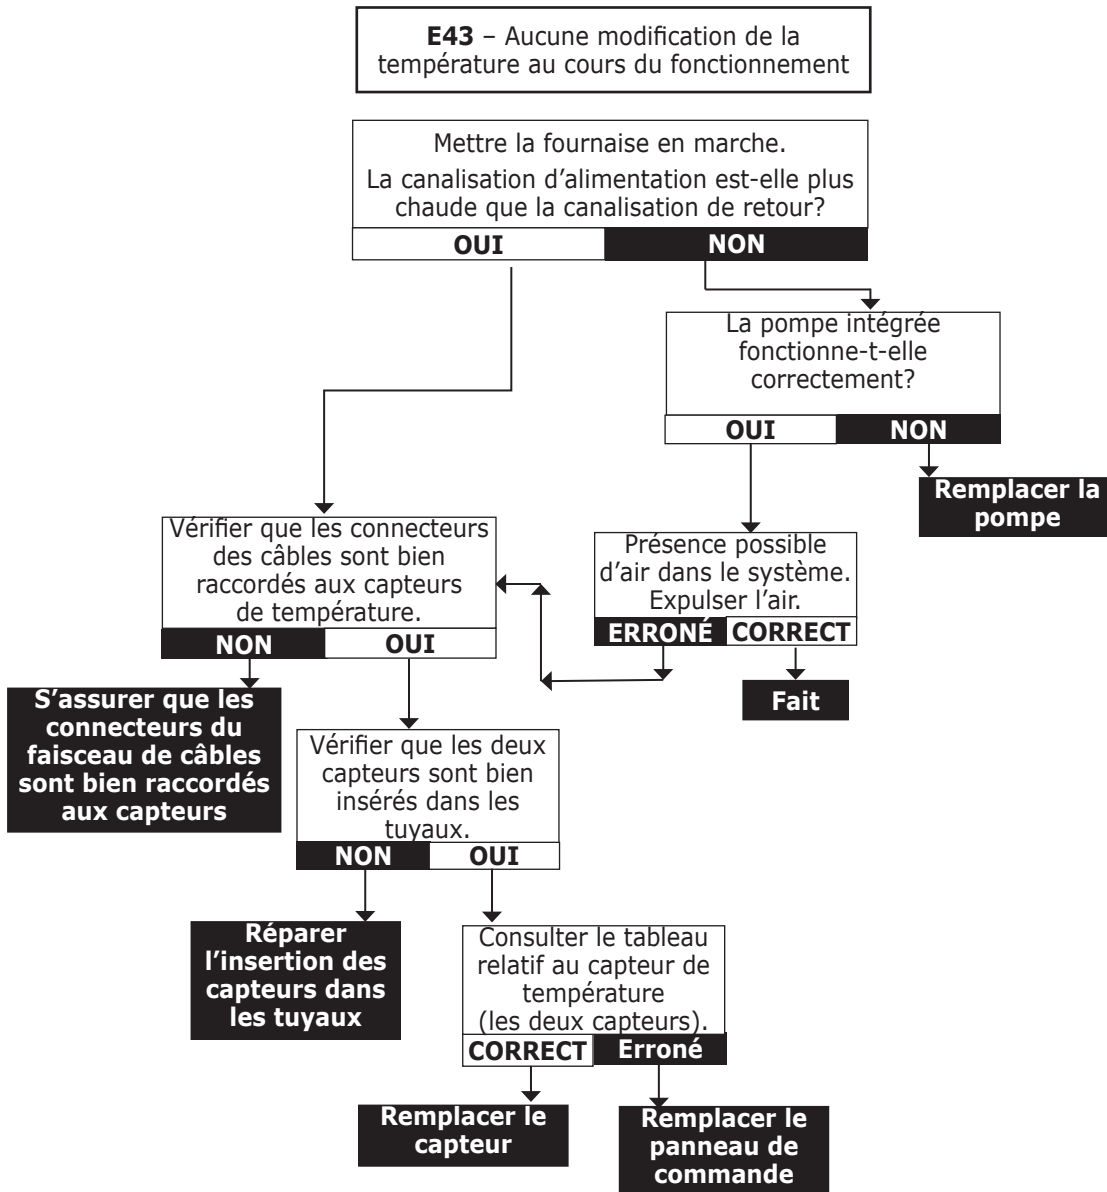 E43 – Aucune modification de la
température au cours du fonctionnement
Mettre la fournaise en marche.
La canalisation d’alimentation est-elle plus
chaude que la canalisation de retour?
OUI
NON
La pompe intégrée
fonctionne-t-elle
correctement?
OUI
NON
Remplacer la
pompe
Vérifier que les connecteurs
des câbles sont bien
raccordés aux capteurs
de température.
NON
OUI
Présence possible
d’air dans le système.
Expulser l’air.
ERRONÉ
CORRECT
Fait
S’assurer que les
connecteurs du
faisceau de câbles
sont bien raccordés
aux capteurs
Vérifier que les deux
capteurs sont bien
insérés dans les
tuyaux.
NON
OUI
Réparer
l’insertion des
capteurs dans
les tuyaux
Consulter le tableau
relatif au capteur de
température
(les deux capteurs).
CORRECT
Erroné
Remplacer le
capteur
Remplacer le
panneau de
commande